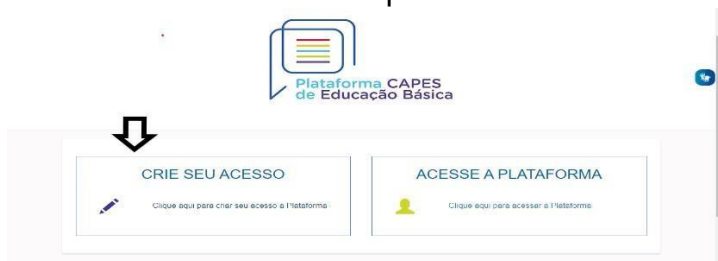 Plataforma CAPES
de Educação Básica
CRIE SEU ACESSO
Clique aqui para criar seu acesso a Plataforma
ACESSE A PLATAFORMA
Clique aqui para acessar a Plataforma